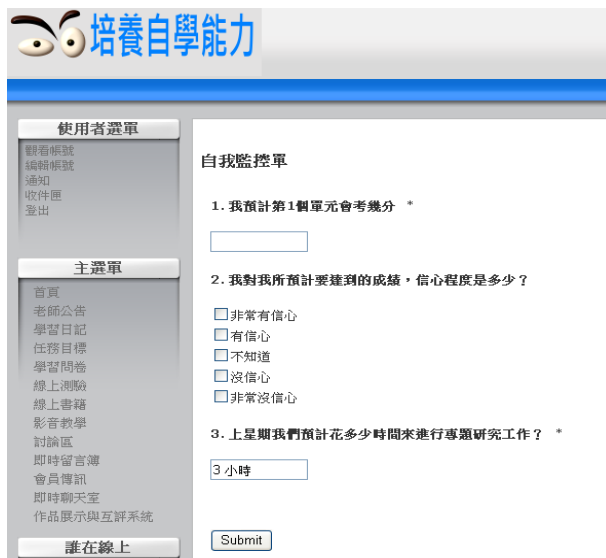 培養自學能力
使用者選單
觀看帳號
編輯帳號
通知
收件匣
登出
主選單
首頁
老師公告
學習日記
任務目標
學習問卷
線上測驗
線上書籍
影音教學
討論區
即時留言簿
會員傳訊
即時聊天室
作品展示與互評系統
誰在線上
自我監控單
1. 我預計第1個單元會考幾分 *
2. 我對我所預計要達到的成績，信心程度是多少？
非常有信心
有信心
不知道
沒信心
非常沒信心
3. 上星期我們預計花多少時間來進行專題研究工作？ *
3 小時
Submit